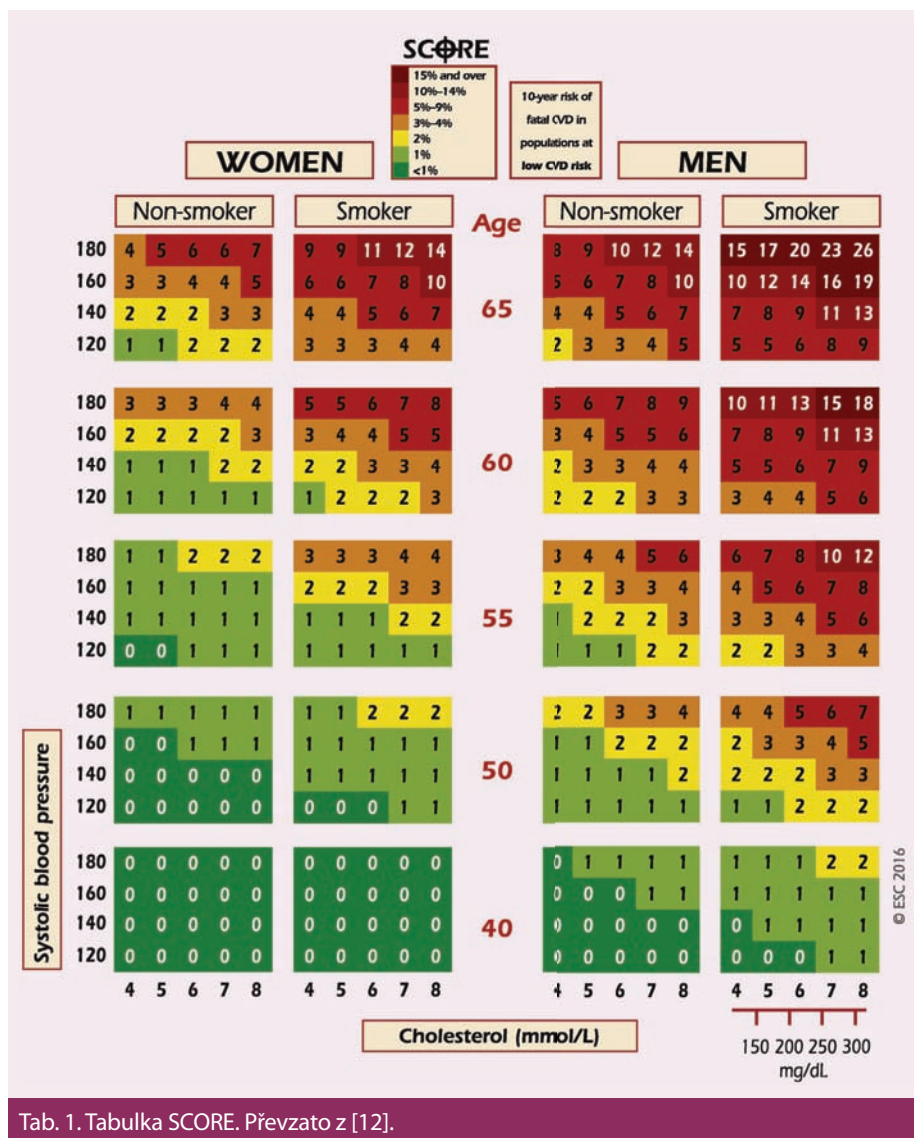 SCORE
15% and over
10%–14%
5%–9%
3%–4%
2%
1%
<1%
10-year risk of
fatal CVD in
populations at
low CVD risk
WOMEN
MEN
Non-smoker Smoker Age Non-smoker Smoker
180 4 5 6 6 7 9 9 11 12 14 8 9 10 12 14 15 17 20 23 26
160 3 3 4 4 5 6 6 7 8 10 5 6 7 8 10 10 12 14 16 19
65
140 2 2 2 3 3 4 4 5 6 7 4 4 5 6 7 7 8 9 11 13
120 1 1 2 2 2 3 3 3 4 4 2 3 3 4 5 5 5 6 8 9
180 3 3 3 4 4 5 5 6 7 8 5 6 7 8 9 10 11 13 15 18
160 2 2 2 2 3 3 4 4 5 5 3 4 5 5 6 7 8 9 11 13
60
140 1 1 1 2 2 2 2 3 3 4 2 3 3 4 4 5 5 6 7 9
120 1 1 1 1 1 1 2 2 2 3 2 2 2 3 3 3 4 4 5 6
180 1 1 2 2 2 3 3 3 4 4 3 4 4 5 6 6 7 8 10 12
160 1 1 1 1 1 2 2 2 3 3 2 2 3 3 4 4 5 6 7 8
55
140 1 1 1 1 1 1 1 1 2 2 1 2 2 2 3 3 3 4 5 6
120 0 0 1 1 1 1 1 1 1 1 1 1 1 2 2 2 2 3 3 4
180 1 1 1 1 1 1 1 2 2 2 2 2 3 3 4 4 4 5 6 7
160 0 0 1 1 1 1 1 1 1 1 1 1 2 2 2 2 3 3 4 5
50
140 0 0 0 0 0 1 1 1 1 1 1 1 1 1 2 2 2 2 3 3
120 0 0 0 0 0 0 0 0 1 1 1 1 1 1 1 1 1 2 2 2
180 0 0 0 0 0 0 0 0 0 0 0 1 1 1 1 1 1 1 2 2
160 0 0 0 0 0 0 0 0 0 0 0 0 0 1 1 1 1 1 1 1
40
140 0 0 0 0 0 0 0 0 0 0 0 0 0 0 0 0 1 1 1 1
120 0 0 0 0 0 0 0 0 0 0 0 0 0 0 0 0 0 0 1 1
4 5 6 7 8 4 5 6 7 8 4 5 6 7 8 4 5 6 7 8
Systolic blood pressure
Cholesterol (mmol/L)
150 200 250 300
mg/dL
© ESC 2016
Tab. 1. Tabulka SCORE. Převzato z [12].